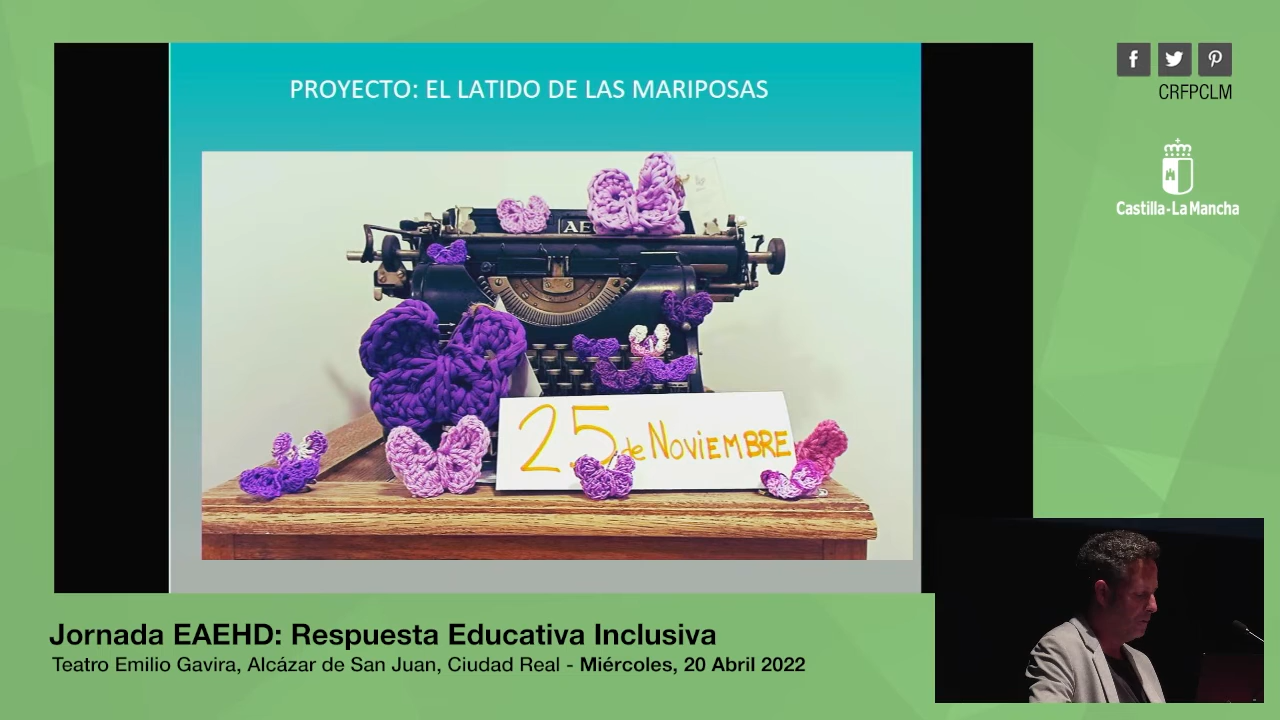 PROYECTO: EL LATIDO DE LAS MARIPOSAS
AE
25 de NOVIEMBRE
CRFPCLM
Castilla-La Mancha
Jornada EAEHD: Respuesta Educativa Inclusiva
Teatro Emilio Gavira, Alcázar de San Juan, Ciudad Real - Miércoles, 20 Abril 2022